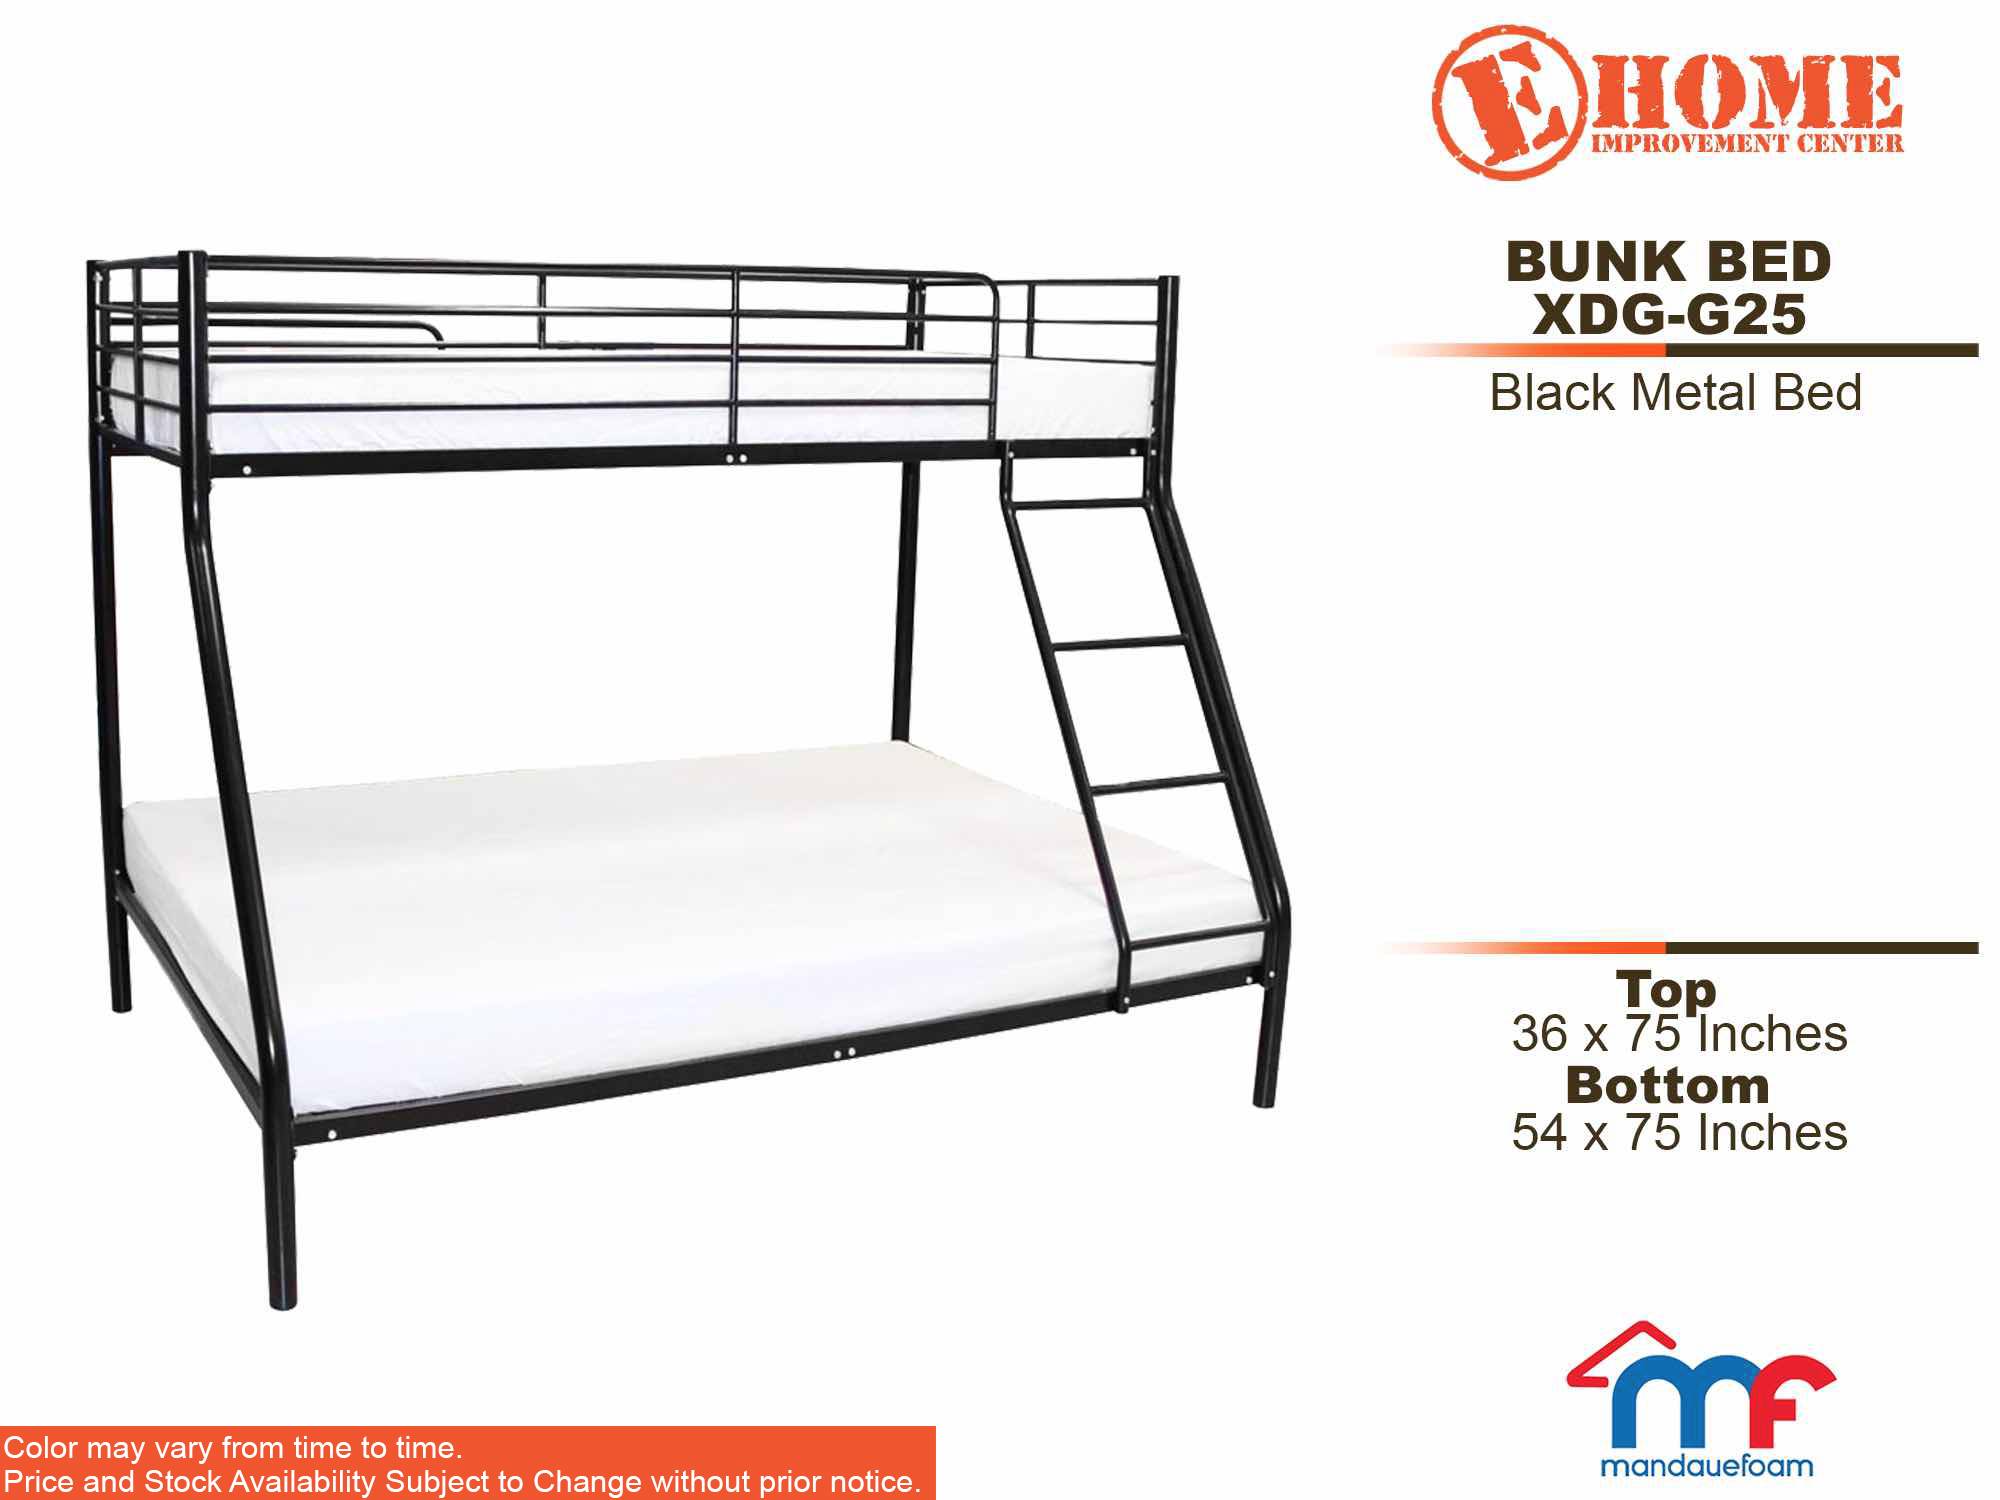 E HOME
IMPROVEMENT CENTER
BUNK BED
XDG-G25
Black Metal Bed
Top
36 x 75 Inches
Bottom
54 x 75 Inches
mf
mandauefoam
Color may vary from time to time.
Price and Stock Availability Subject to Change without prior notice.